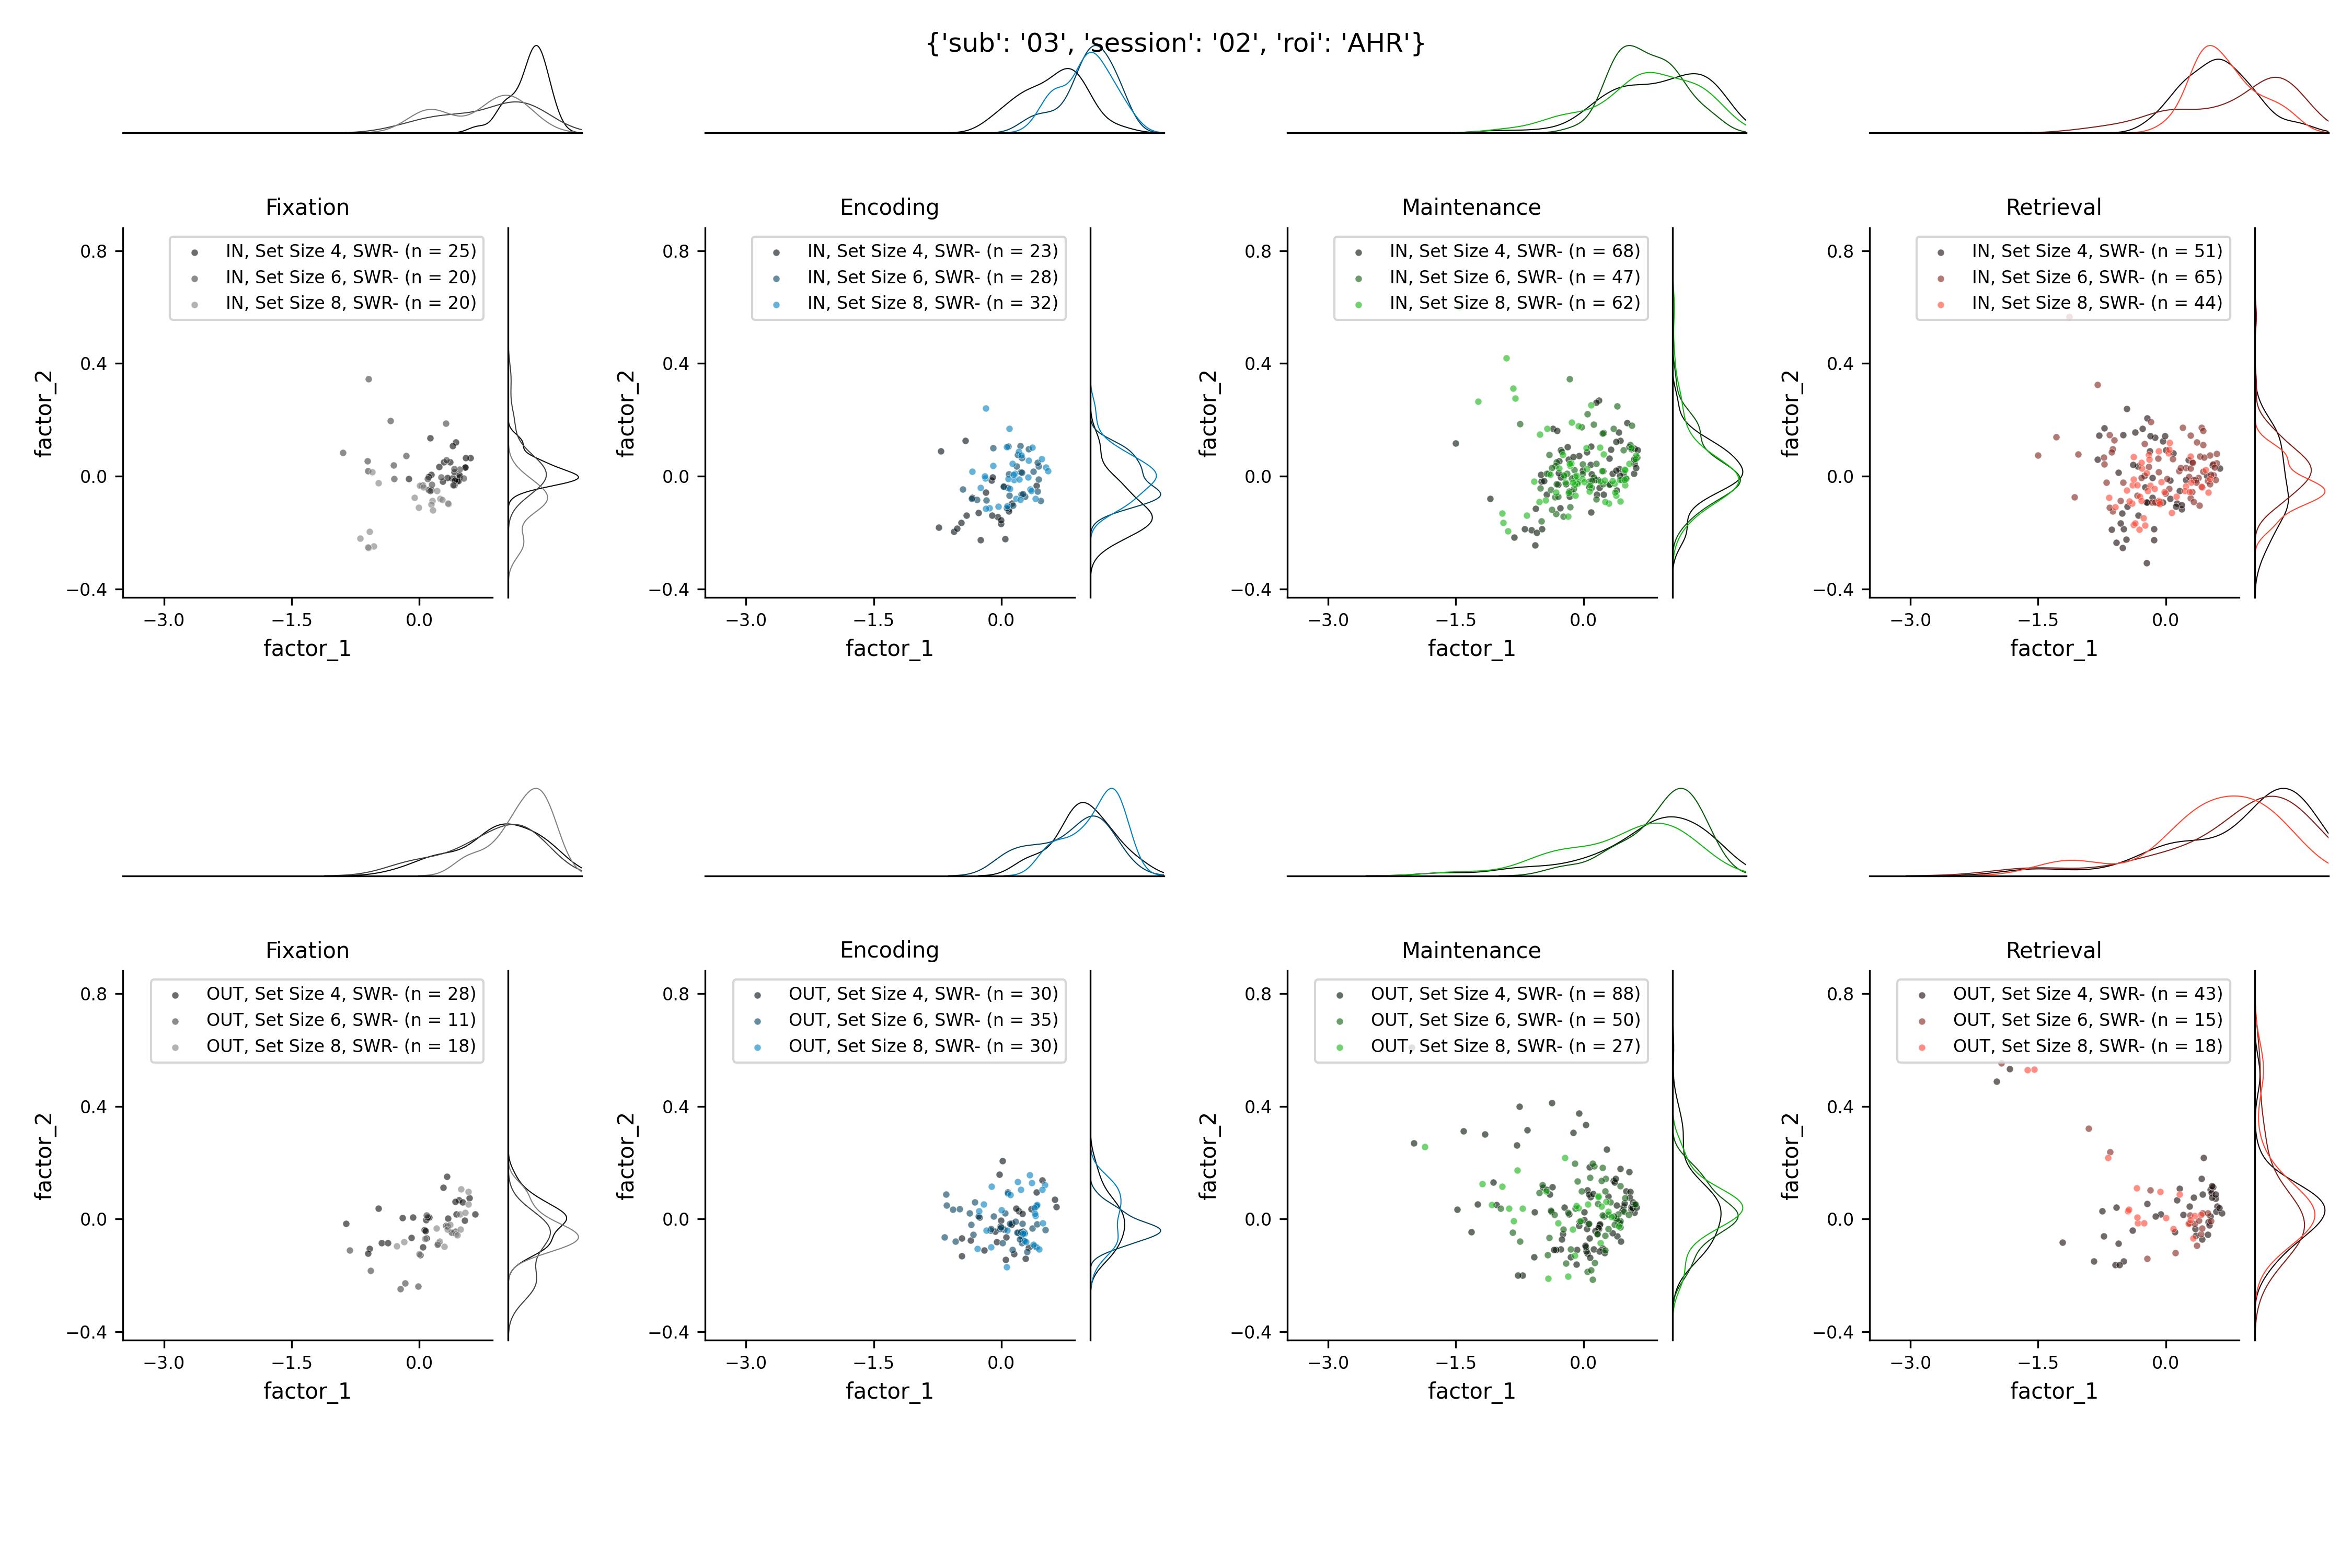 {'sub': '03', 'session': '02', 'roi': 'AHR'}
Fixation
IN, Set Size 4, SWR- (n = 25)
IN, Set Size 6, SWR- (n = 20)
IN, Set Size 8, SWR- (n = 20)
0.8
0.4
0.0
−0.4
factor_2
−3.0 −1.5 0.0
factor_1
Encoding
IN, Set Size 4, SWR- (n = 23)
IN, Set Size 6, SWR- (n = 28)
IN, Set Size 8, SWR- (n = 32)
0.8
0.4
0.0
−0.4
factor_2
−3.0 −1.5 0.0
factor_1
Maintenance
IN, Set Size 4, SWR- (n = 68)
IN, Set Size 6, SWR- (n = 47)
IN, Set Size 8, SWR- (n = 62)
0.8
0.4
0.0
−0.4
factor_2
−3.0 −1.5 0.0
factor_1
Retrieval
IN, Set Size 4, SWR- (n = 51)
IN, Set Size 6, SWR- (n = 65)
IN, Set Size 8, SWR- (n = 44)
0.8
0.4
0.0
−0.4
factor_2
−3.0 −1.5 0.0
factor_1
Fixation
OUT, Set Size 4, SWR- (n = 28)
OUT, Set Size 6, SWR- (n = 11)
OUT, Set Size 8, SWR- (n = 18)
0.8
0.4
0.0
−0.4
factor_2
−3.0 −1.5 0.0
factor_1
Encoding
OUT, Set Size 4, SWR- (n = 30)
OUT, Set Size 6, SWR- (n = 35)
OUT, Set Size 8, SWR- (n = 30)
0.8
0.4
0.0
−0.4
factor_2
−3.0 −1.5 0.0
factor_1
Maintenance
OUT, Set Size 4, SWR- (n = 88)
OUT, Set Size 6, SWR- (n = 50)
OUT, Set Size 8, SWR- (n = 27)
0.8
0.4
0.0
−0.4
factor_2
−3.0 −1.5 0.0
factor_1
Retrieval
OUT, Set Size 4, SWR- (n = 43)
OUT, Set Size 6, SWR- (n = 15)
OUT, Set Size 8, SWR- (n = 18)
0.8
0.4
0.0
−0.4
factor_2
−3.0 −1.5 0.0
factor_1